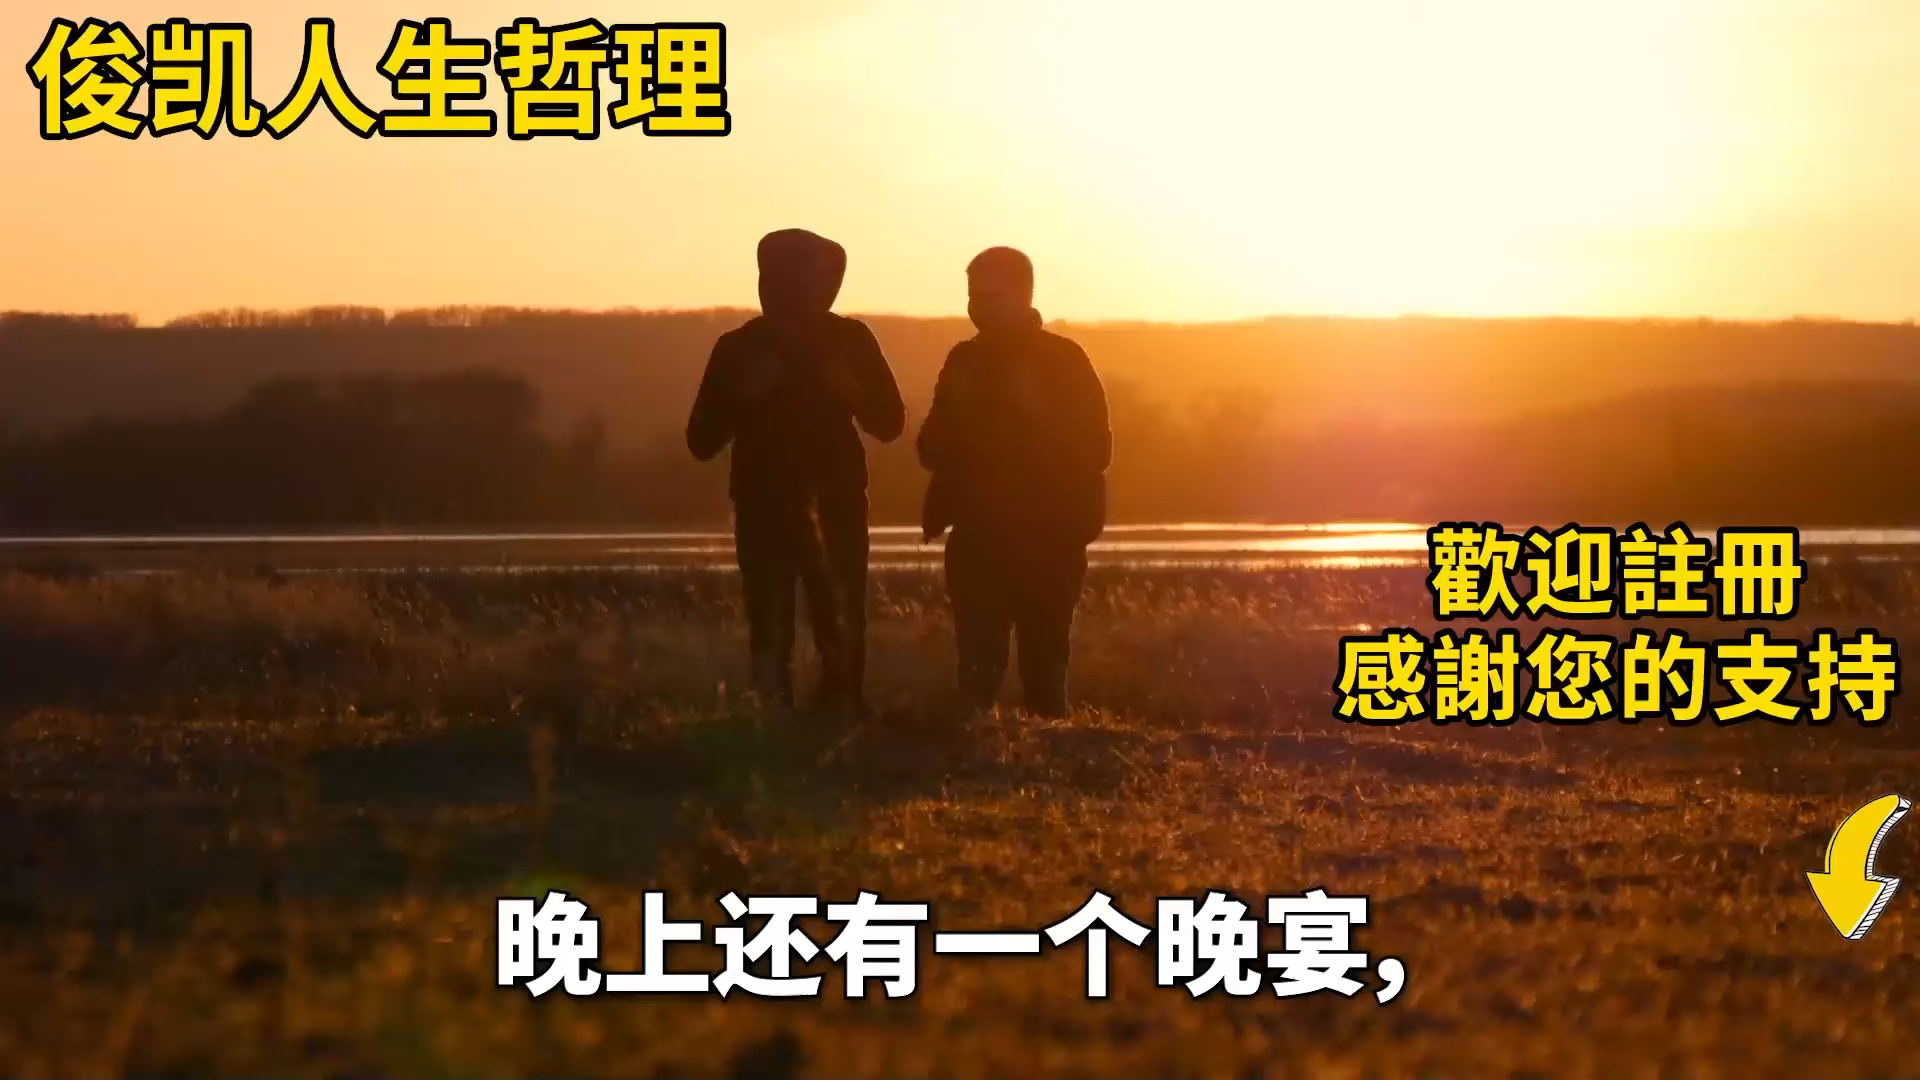 俊凯人生哲理
歡迎註冊
感謝您的支持
晚上还有一个晚宴,